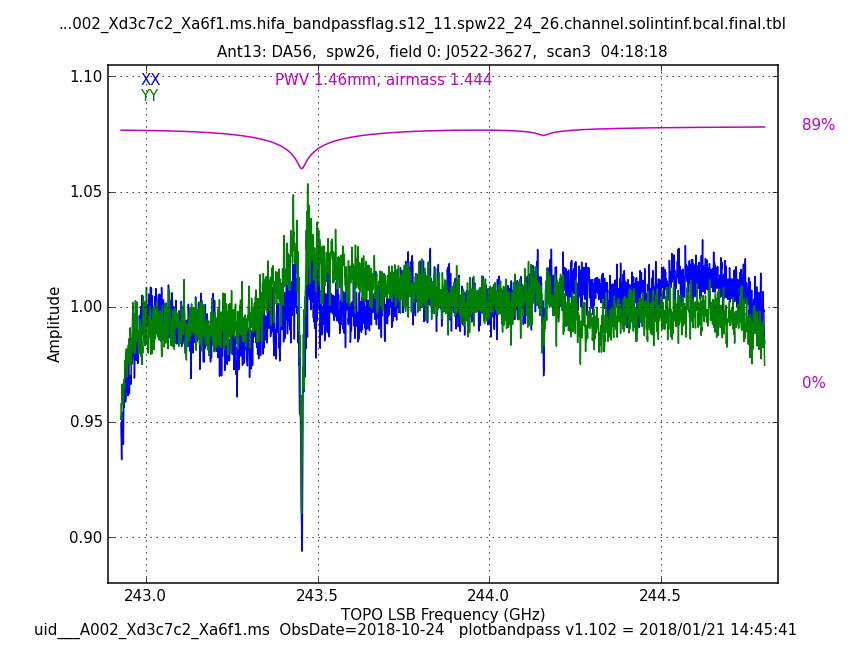 ...002_Xd3c7c2_Xa6f1.ms.hifa_bandpassflag.s12_11.spw22_24_26.channel.solintinf.bcal.final.tbl
Ant13: DA56,  spw26,  field 0: J0522-3627,  scan3  04:18:18
XX
PWV 1.46mm, airmass 1.444
YY
89%
0%
1.10
1.05
1.00
0.95
0.90
Amplitude
243.0 243.5 244.0 244.5
TOPO LSB Frequency (GHz)
uid___A002_Xd3c7c2_Xa6f1.ms  ObsDate=2018-10-24   plotbandpass v1.102 = 2018/01/21 14:45:41